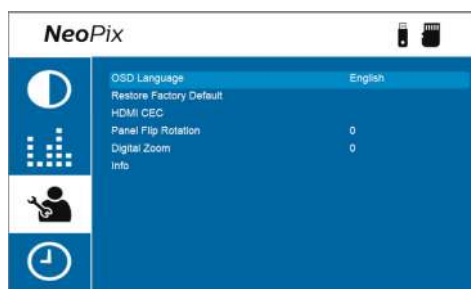 NeoPix
OSD Language English
Restore Factory Default
HDMI CEC
Panel Flip Rotation 0
Digital Zoom 0
Info